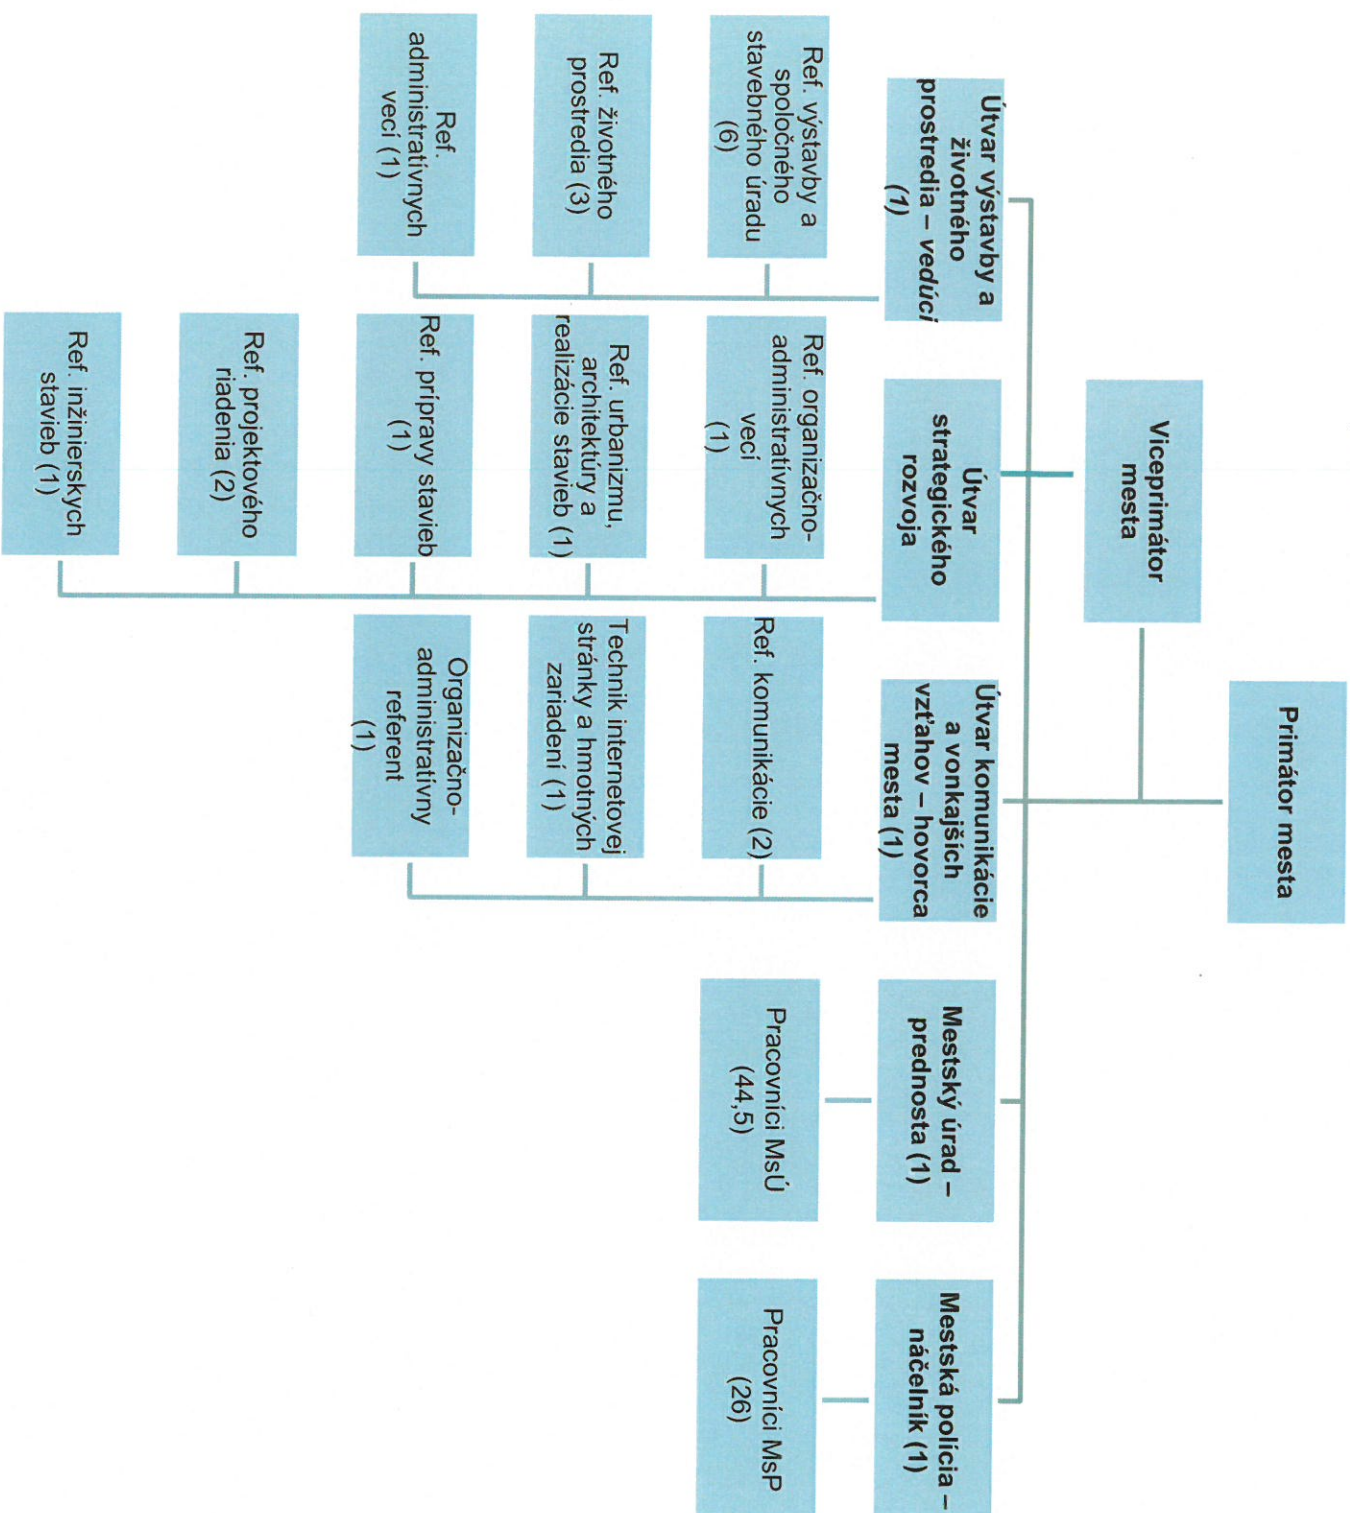 Primátor mesta
Viceprimátor
mesta
Útvar výstavby a
životného
prostredia – vedúci
(1)
Ref. výstavby a
spoločného
stavebného úradu
(6)
Ref. životného
prostredia (3)
Ref.
administratívnych
vecí (1)
Útvar
strategického
rozvoja
Ref. organizačno-
administratívnych
vecí
(1)
Ref. urbanizmu,
architektúry a
realizácie stavieb (1)
Ref. prípravy stavieb
(1)
Ref. projektového
riadenia (2)
Ref. inžinierskych
stavieb (1)
Útvar komunikácie
a vonkajších
vzťahov – hovorca
mesta (1)
Ref. komunikácie (2)
Technik internetovej
stránky a hmotných
zariadení (1)
Organizačno-
administratívny
referent
(1)
Mestský úrad –
prednosta (1)
Pracovníci MsÚ
(44,5)
Mestská polícia –
náčelník (1)
Pracovníci MsP
(26)